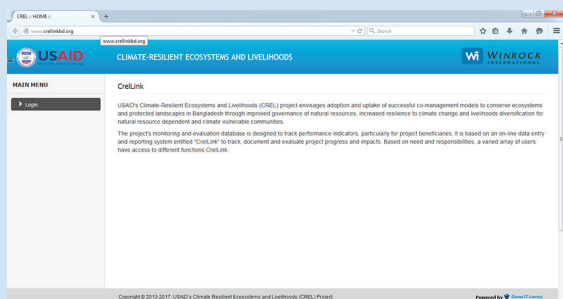 CREL :: HOME ::
www.crellinkbd.org
Search
www.crellinkbd.org
USAID
CLIMATE-RESILIENT ECOSYSTEMS AND LIVELIHOODS
Wi WINROCK
INTERNATIONAL
MAIN MENU
Login
CrelLink
USAID's Climate-Resilient Ecosystems and Livelihoods (CREL) project envisages adoption and uptake of successful co-management models to conserve ecosystems
and protected landscapes in Bangladesh through improved governance of natural resources, increased resilience to climate change and livelihoods diversification for
natural resource dependent and climate vulnerable communities.
The project's monitoring and evaluation database is designed to track performance indicators, particularly for project beneficiaries. It is based on an on-line data entry
and reporting system entitled "CrelLink" to track, document and evaluate project progress and impacts. Based on need and responsibilities, a varied array of users
have access to different functions CrelLink.
Copyright © 2013-2017, USAID's Climate Resilient Ecosystems and Livelihoods (CREL) Project
Powered by